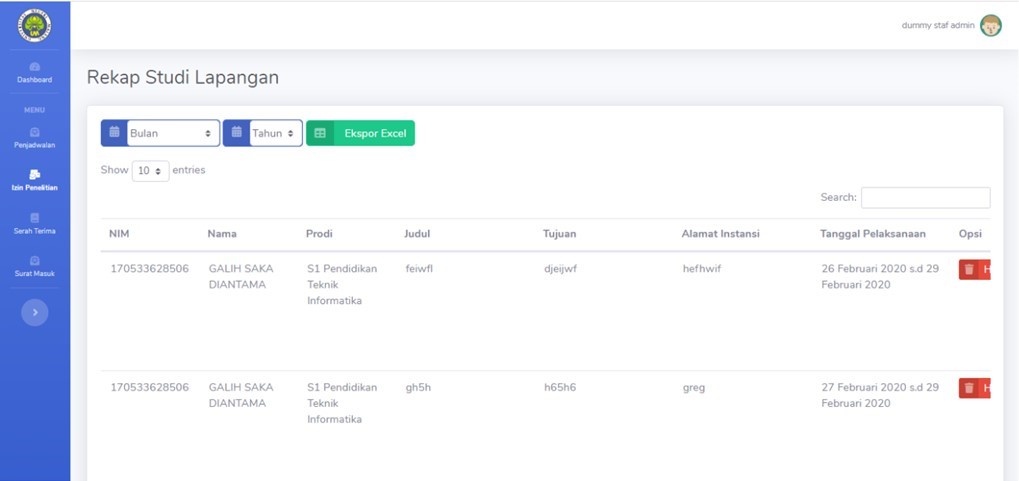 dummy staf admin
Dashboard
MENU
Penjadwalan
Izin Penelitian
Serah Terima
Surat Masuk
Rekap Studi Lapangan
Bulan
Tahun
Ekspor Excel
Show 10 entries
Search:
NIM Nama Prodi Judul Tujuan Alamat Instansi Tanggal Pelaksanaan Opsi
170533628506 GALIH SAKA S1 Pendidikan feiwfl djeijwf hefhwif 26 Februari 2020 s.d 29 H
DIANTAMA Teknik Februari 2020
Informatika
170533628506 GALIH SAKA S1 Pendidikan gh5h h65h6 greg 27 Februari 2020 s.d 29 H
DIANTAMA Teknik Februari 2020
Informatika